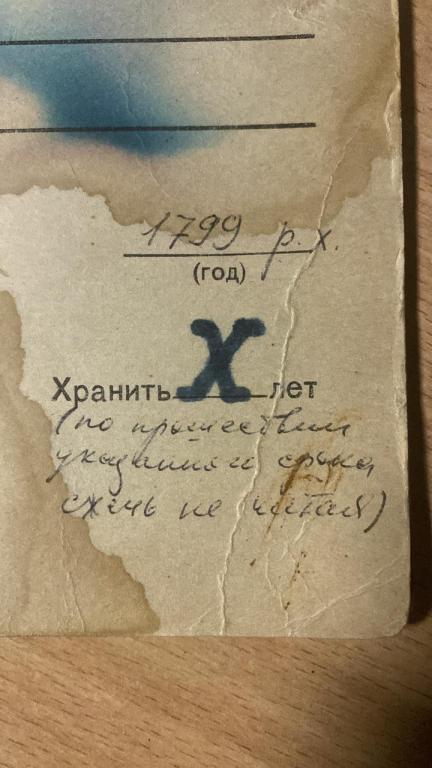 1799 р. х.
(год)
Хранить X лет
(по прошествии
указанного срока
сжечь не читая)